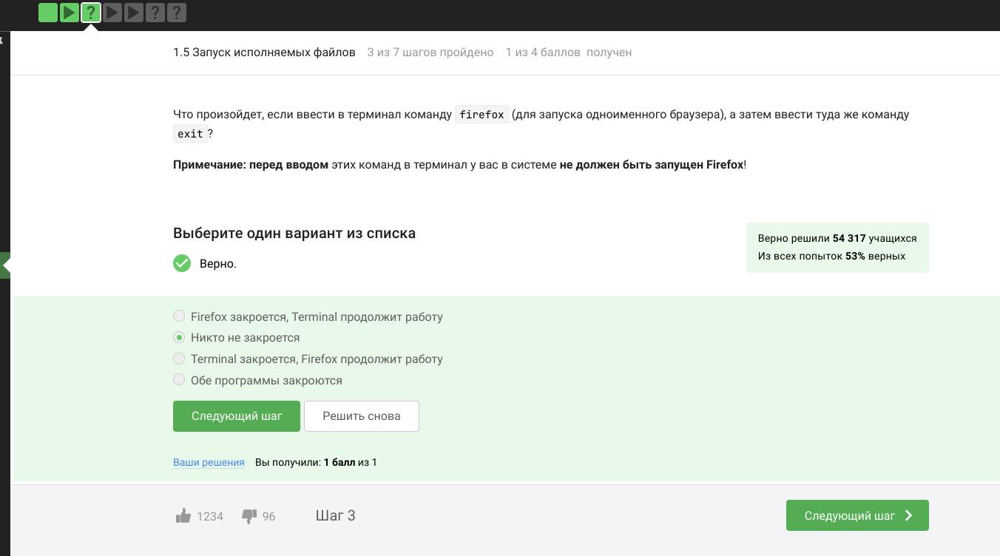 ? ? ?
1.5 Запуск исполняемых файлов 3 из 7 шагов пройдено 1 из 4 баллов получен
Что произойдет, если ввести в терминал команду firefox (для запуска одноименного браузера), а затем ввести туда же команду
exit ?
Примечание: перед вводом этих команд в терминал у вас в системе не должен быть запущен Firefox!
Выберите один вариант из списка
Верно решили 54 317 учащихся
Из всех попыток 53% верных
Верно.
Firefox закроется, Terminal продолжит работу
Никто не закроется
Terminal закроется, Firefox продолжит работу
Обе программы закроются
Следующий шаг Решить снова
Ваши решения Вы получили: 1 балл из 1
1234 96 Шаг 3 Следующий шаг